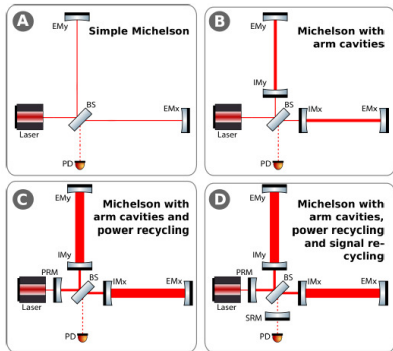 A
Simple Michelson
EMy
BS
EMx
Laser
PD
B
Michelson with
arm cavities
EMy
IMy
BS
IMx
EMx
Laser
PD
C
Michelson with
arm cavities and
power recycling
EMy
IMy
PRM
BS
IMx
EMx
Laser
PD
D
Michelson with
arm cavities,
power recycling
and signal re-
cycling
EMy
IMy
PRM
BS
IMx
EMx
Laser
SRM
PD